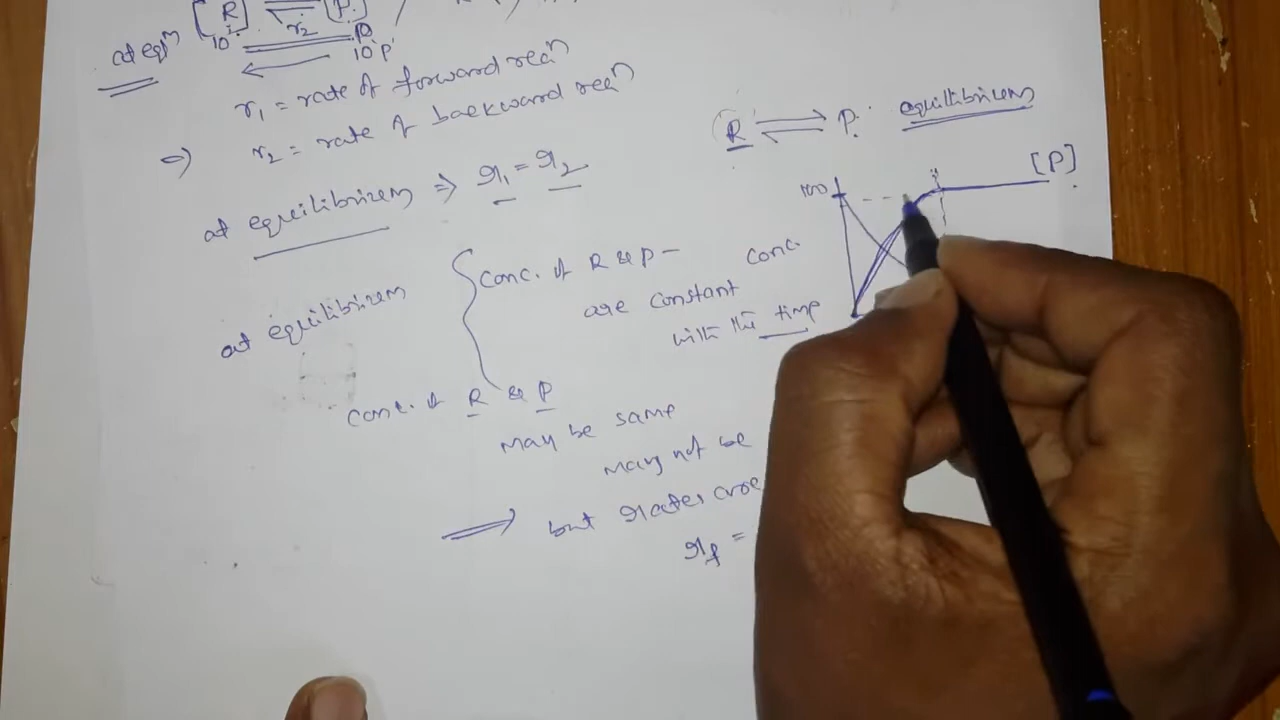 at eqm [R] ⇌ [P]
r2
10 10 P
r1 = rate of forward rean
⇒ r2 = rate of backward rean
at equilibrium ⇒ r1 = r2
at equilibrium { conc. of R & P -
are constant
with the time
conc. of R & P
may be same
may not be
⟹ but rates are
rf =
R ⇌ P. equilibrium
[P]
100
conc.